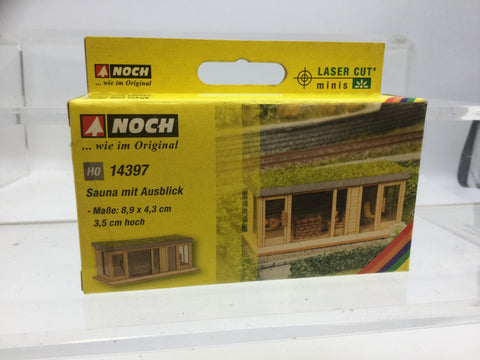 NOCH
... wie im Original
LASER CUT®
minis
NOCH
... wie im Original
H0 14397
Sauna mit Ausblick
• Maße: 8,9 x 4,3 cm
3,5 cm hoch